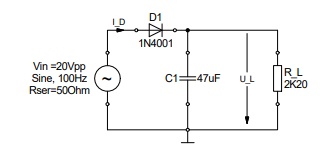 I_D
D1
1N4001
Vin =20Vpp
Sine, 100Hz
Rser=50Ohm
~
C1
47uF
U_L
R_L
2K20